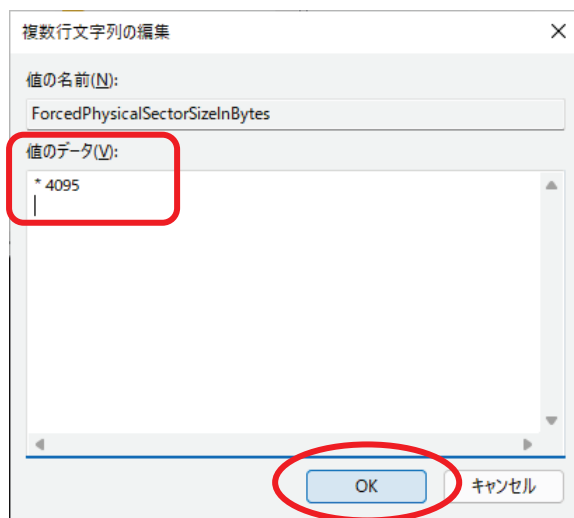 複数行文字列の編集
値の名前(N):
ForcedPhysicalSectorSizeInBytes
値のデータ(V):
* 4095
OK
キャンセル